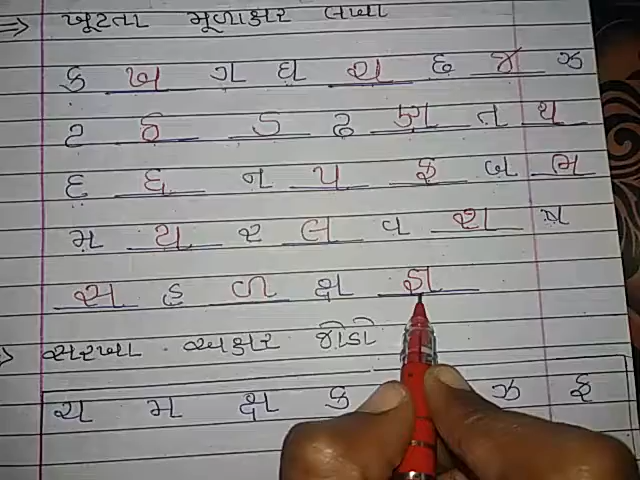 ખૂટતા મૂળાક્ષર લખો
ક ખ ગ ઘ ચ છ જ ઝ
ટ ઠ ડ ઢ ણ ત થ
દ ધ ન પ ફ બ ભ
મ ય ર લ વ શ ષ
સ હ ળ ક્ષ જ્ઞ
સરખા અક્ષર જોડો
ચ મ ક્ષ ક ઝ ફ